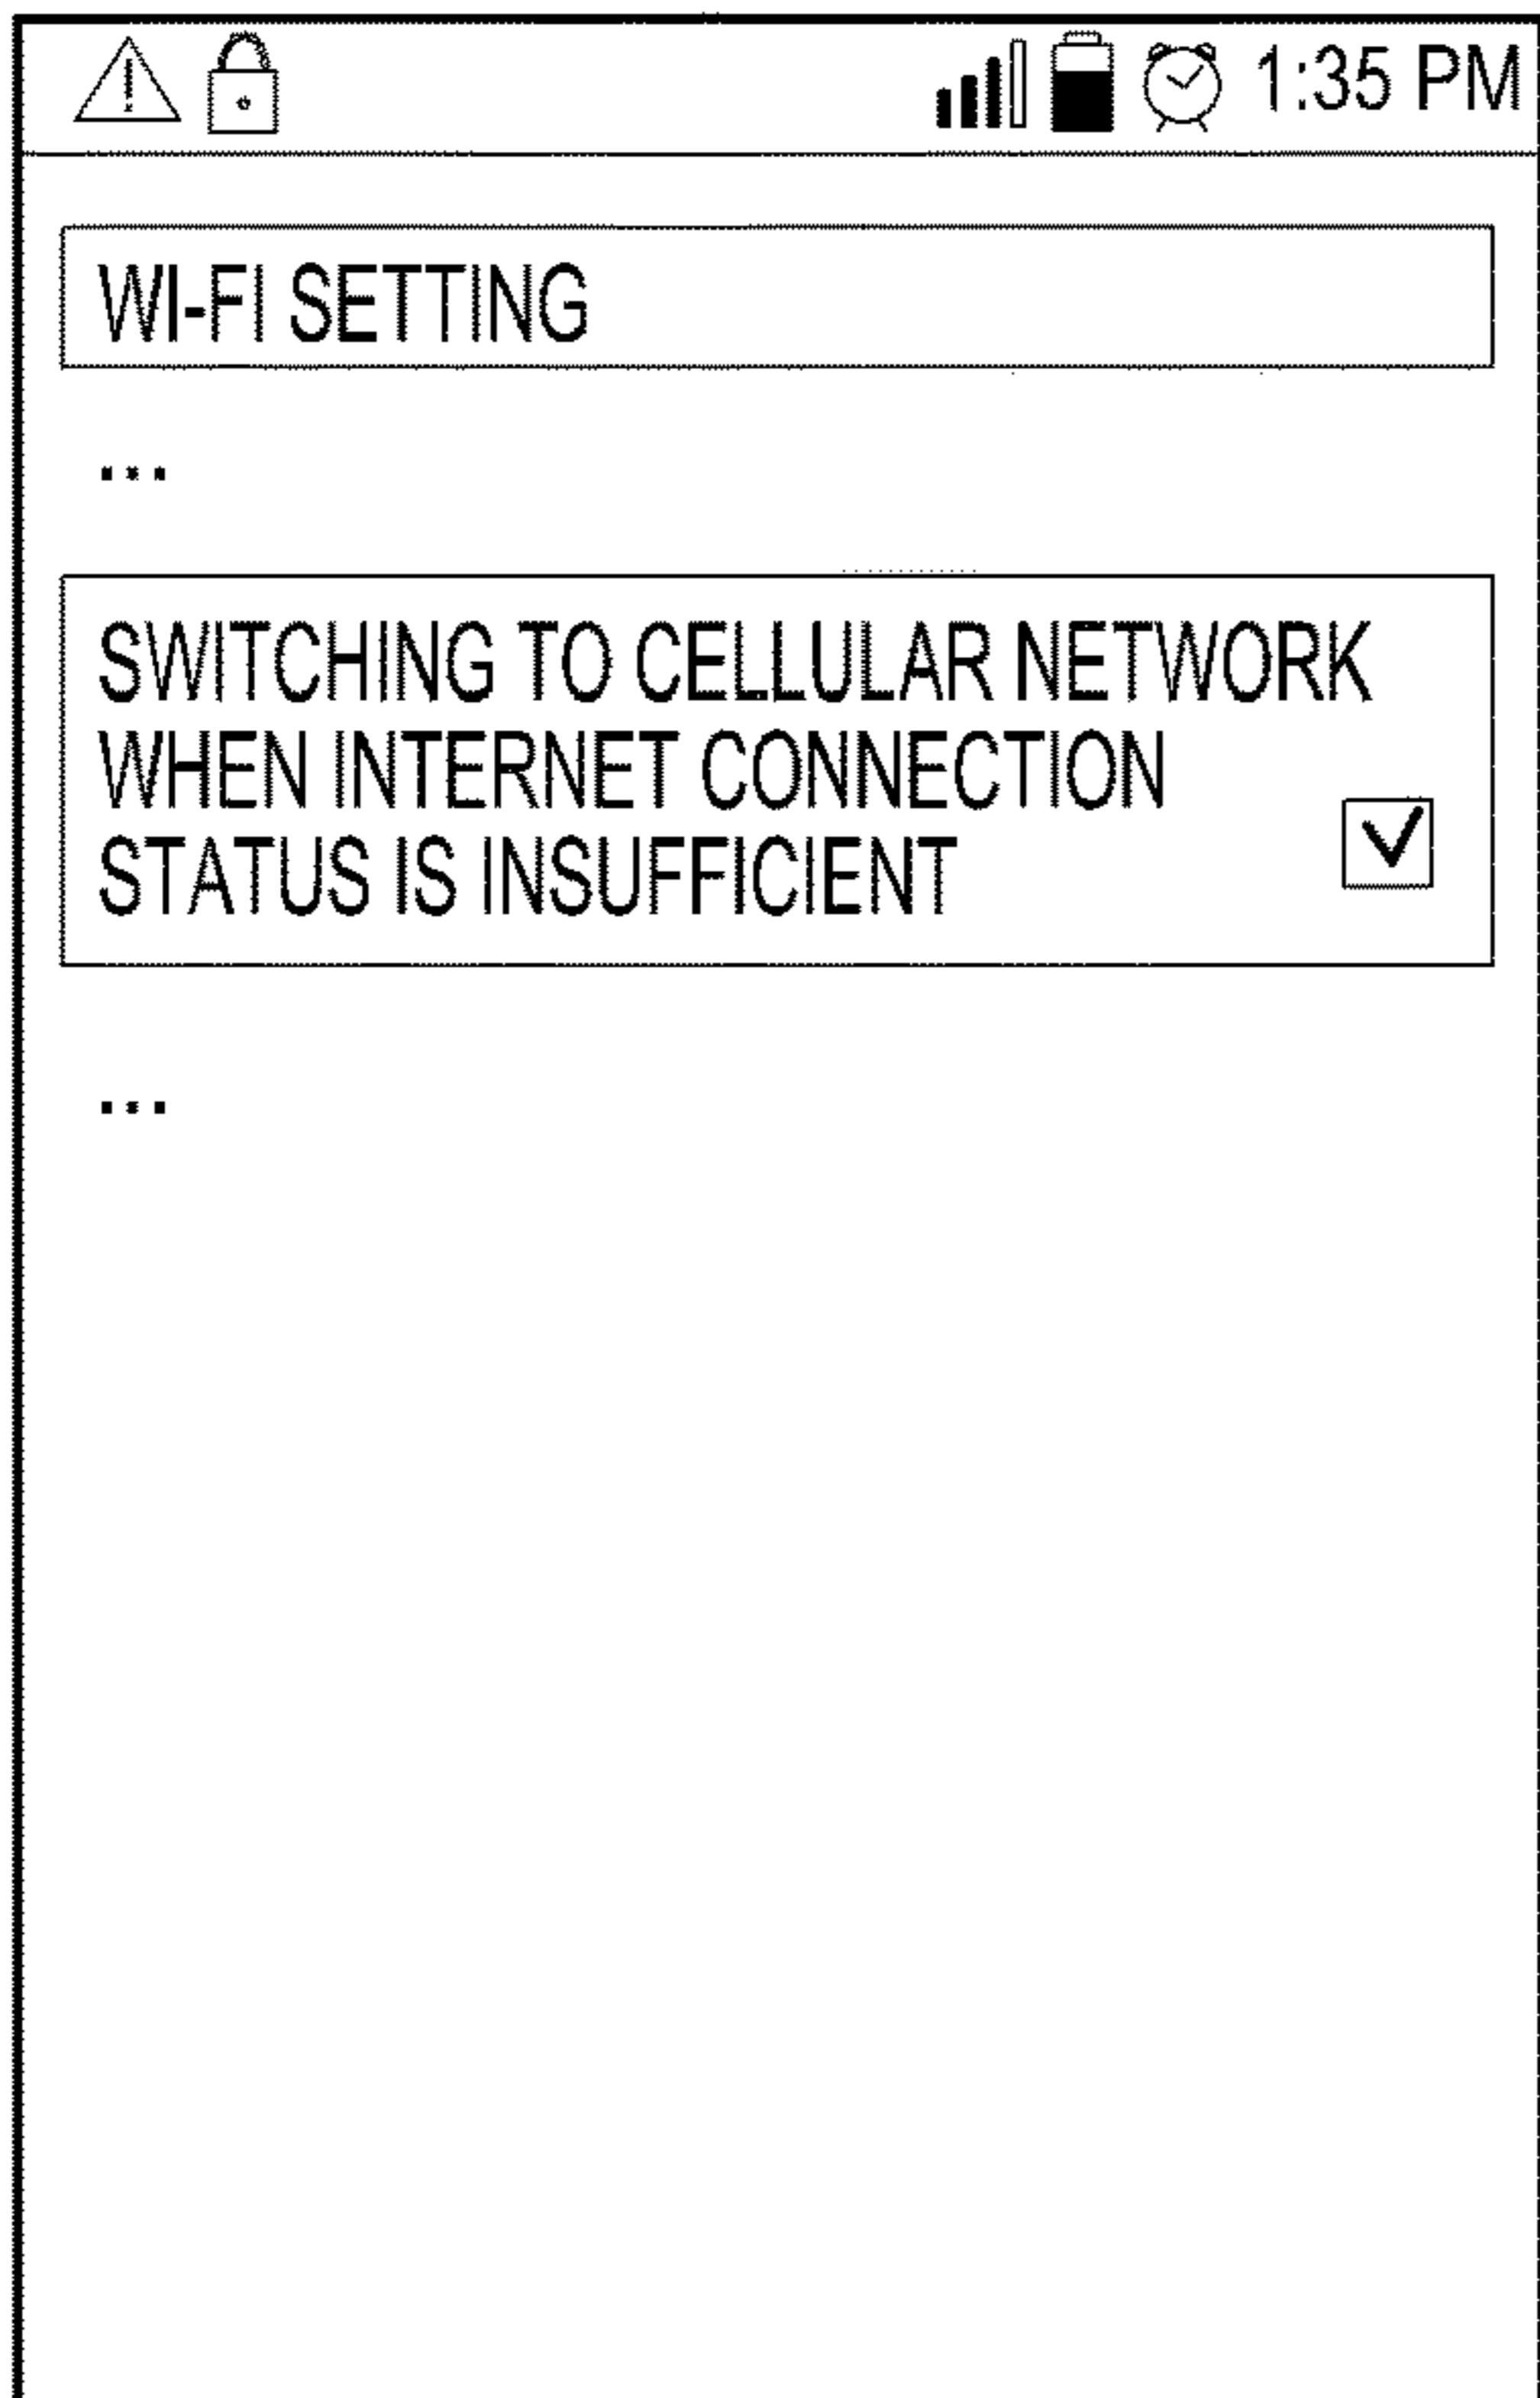 1:35 PM
WI-FI SETTING
...
SWITCHING TO CELLULAR NETWORK
WHEN INTERNET CONNECTION
STATUS IS INSUFFICIENT
...